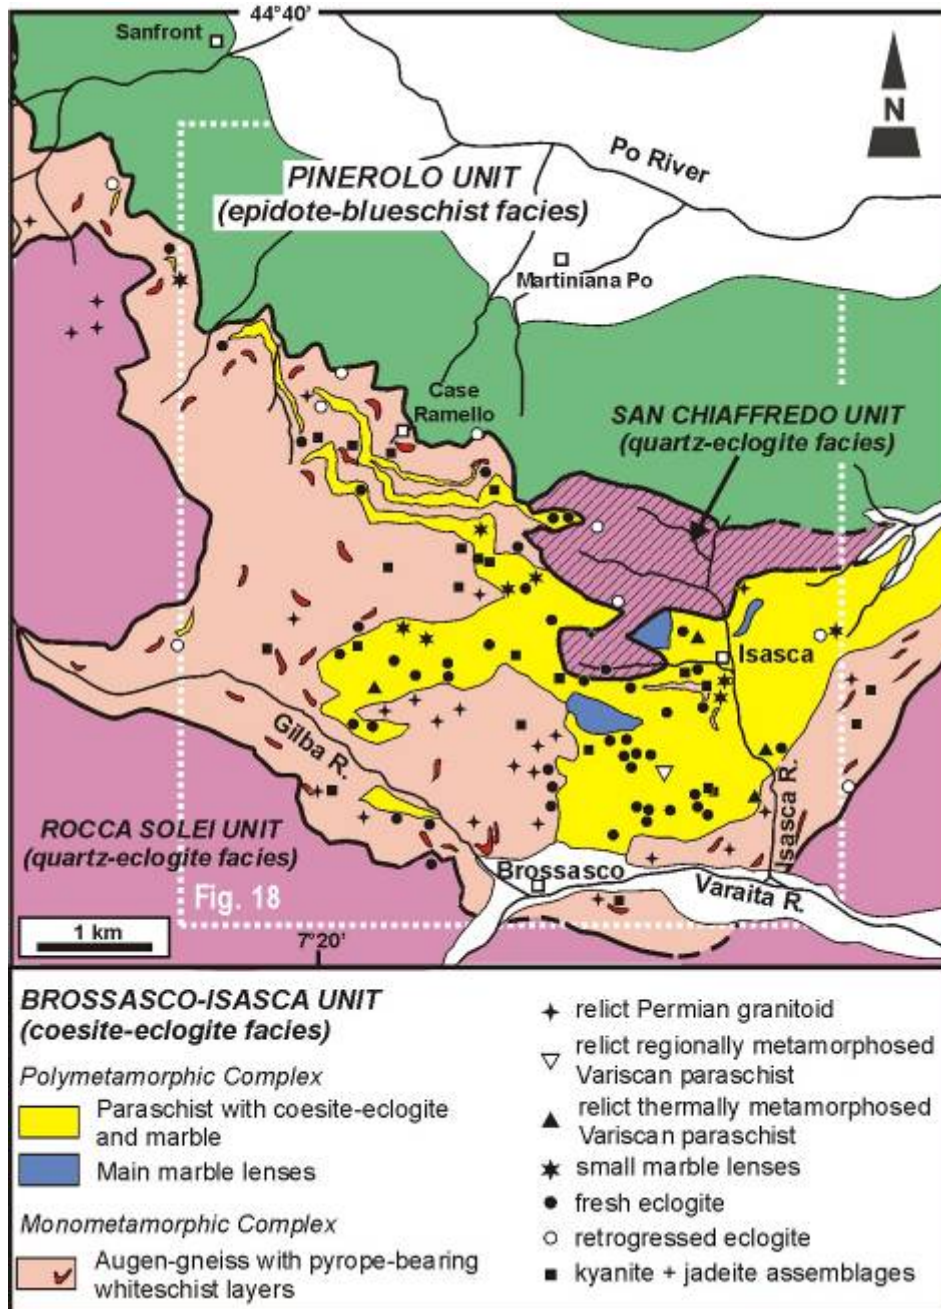 44°40'
Sanfront
N
Po River
PINEROLO UNIT
(epidote-blueschist facies)
Martiniana Po
Case
Ramello
SAN CHIAFFREDO UNIT
(quartz-eclogite facies)
Isasca
Gilba R.
Isasca R.
ROCCA SOLEI UNIT
(quartz-eclogite facies)
Brossasco
Varaita R.
Fig. 18
1 km
7°20'
BROSSASCO-ISASCA UNIT
(coesite-eclogite facies)
Polymetamorphic Complex
Paraschist with coesite-eclogite
and marble
Main marble lenses
Monometamorphic Complex
Augen-gneiss with pyrope-bearing
whiteschist layers
relict Permian granitoid
relict regionally metamorphosed
Variscan paraschist
relict thermally metamorphosed
Variscan paraschist
small marble lenses
fresh eclogite
retrogressed eclogite
kyanite + jadeite assemblages